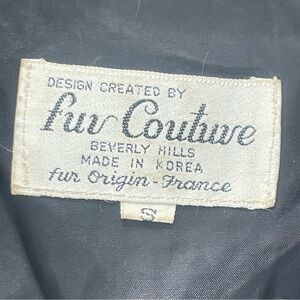 DESIGN CREATED BY
Fur Couture
BEVERLY HILLS
MADE IN KOREA
fur Origin-France
S